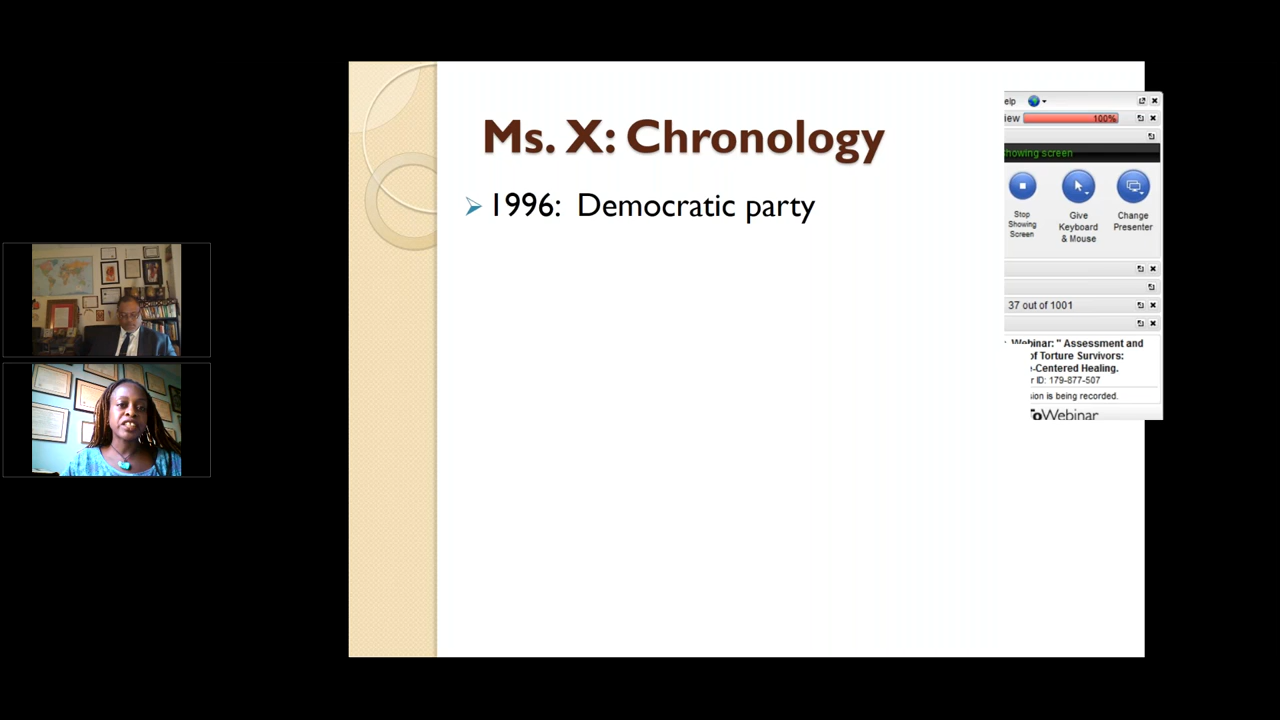 Ms. X: Chronology
1996: Democratic party
elp
iew 100%
howing screen
Stop
Showing
Screen
Give
Keyboard
& Mouse
Change
Presenter
37 out of 1001
Webinar: " Assessment and
of Torture Survivors:
-Centered Healing.
r ID: 179-877-507
sion is being recorded.
oWebinar